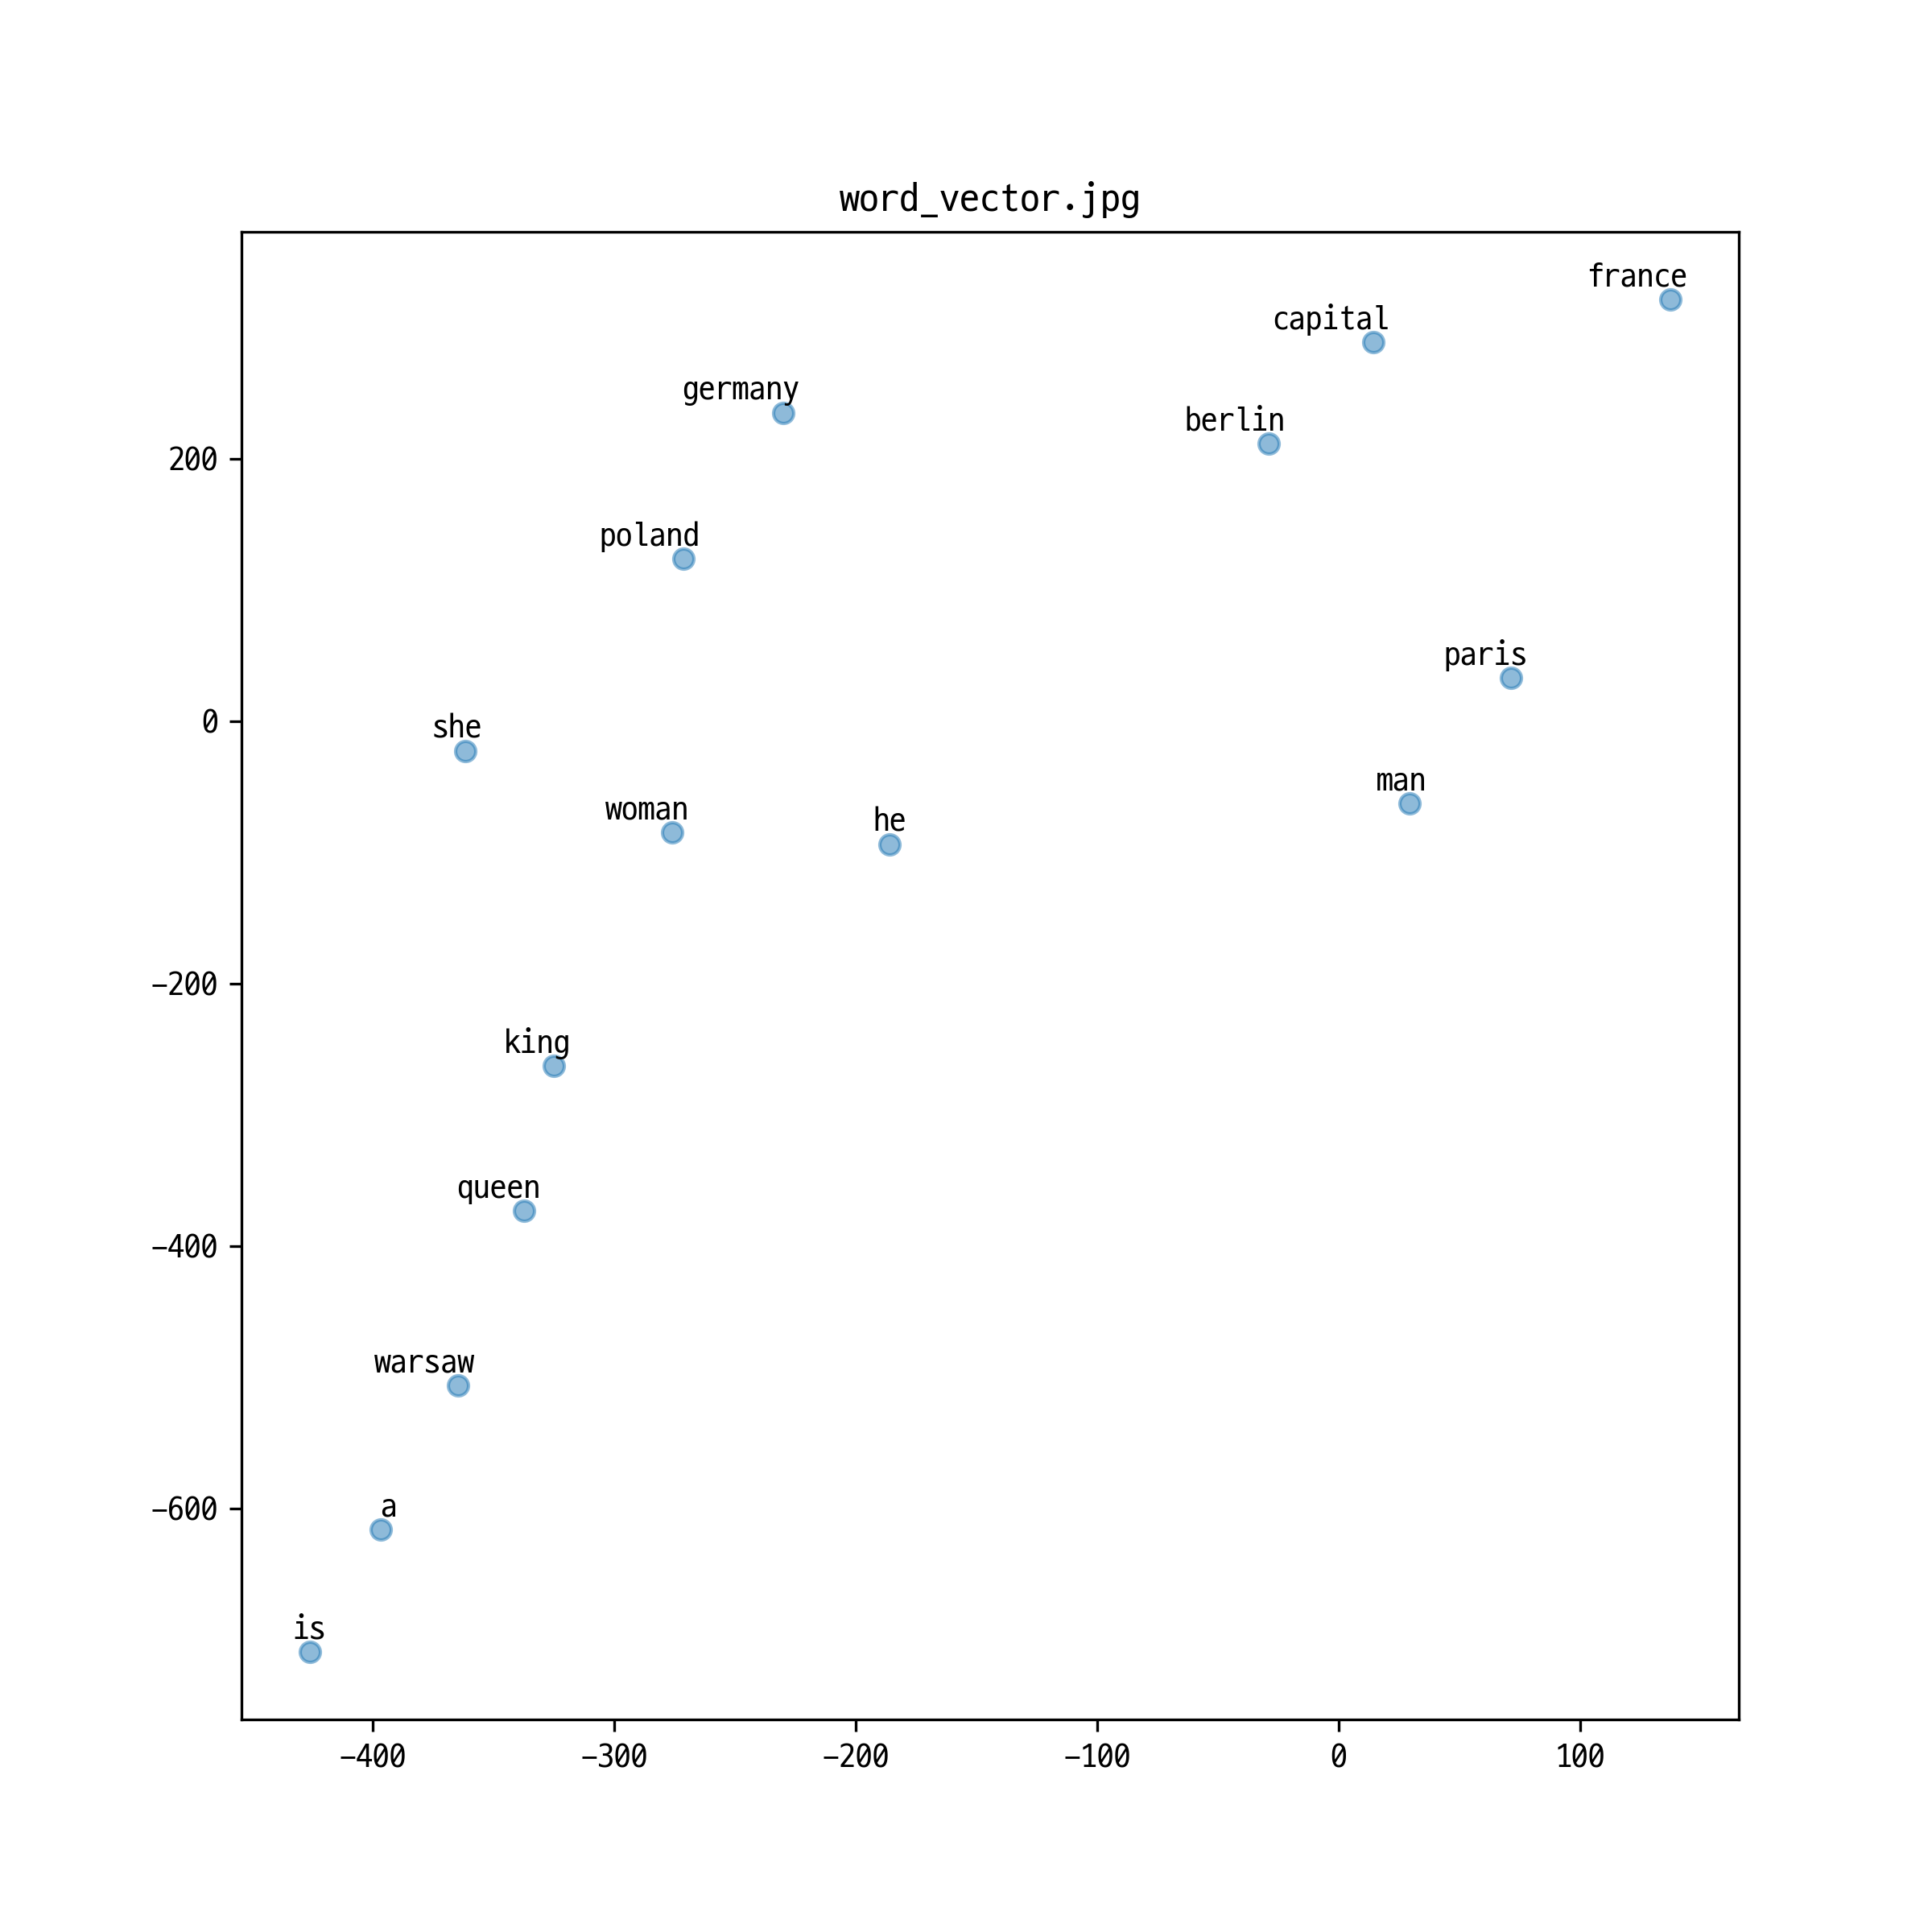 word_vector.jpg
france
capital
germany
berlin
200
poland
paris
0
she
man
woman
he
−200
king
queen
−400
warsaw
−600
a
is
−400 −300 −200 −100 0 100